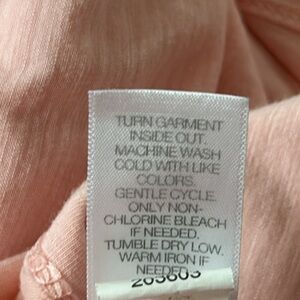 TURN GARMENT
INSIDE OUT.
MACHINE WASH
COLD WITH LIKE
COLORS.
GENTLE CYCLE.
ONLY NON-
CHLORINE BLEACH
IF NEEDED.
TUMBLE DRY LOW.
WARM IRON IF
NEEDED